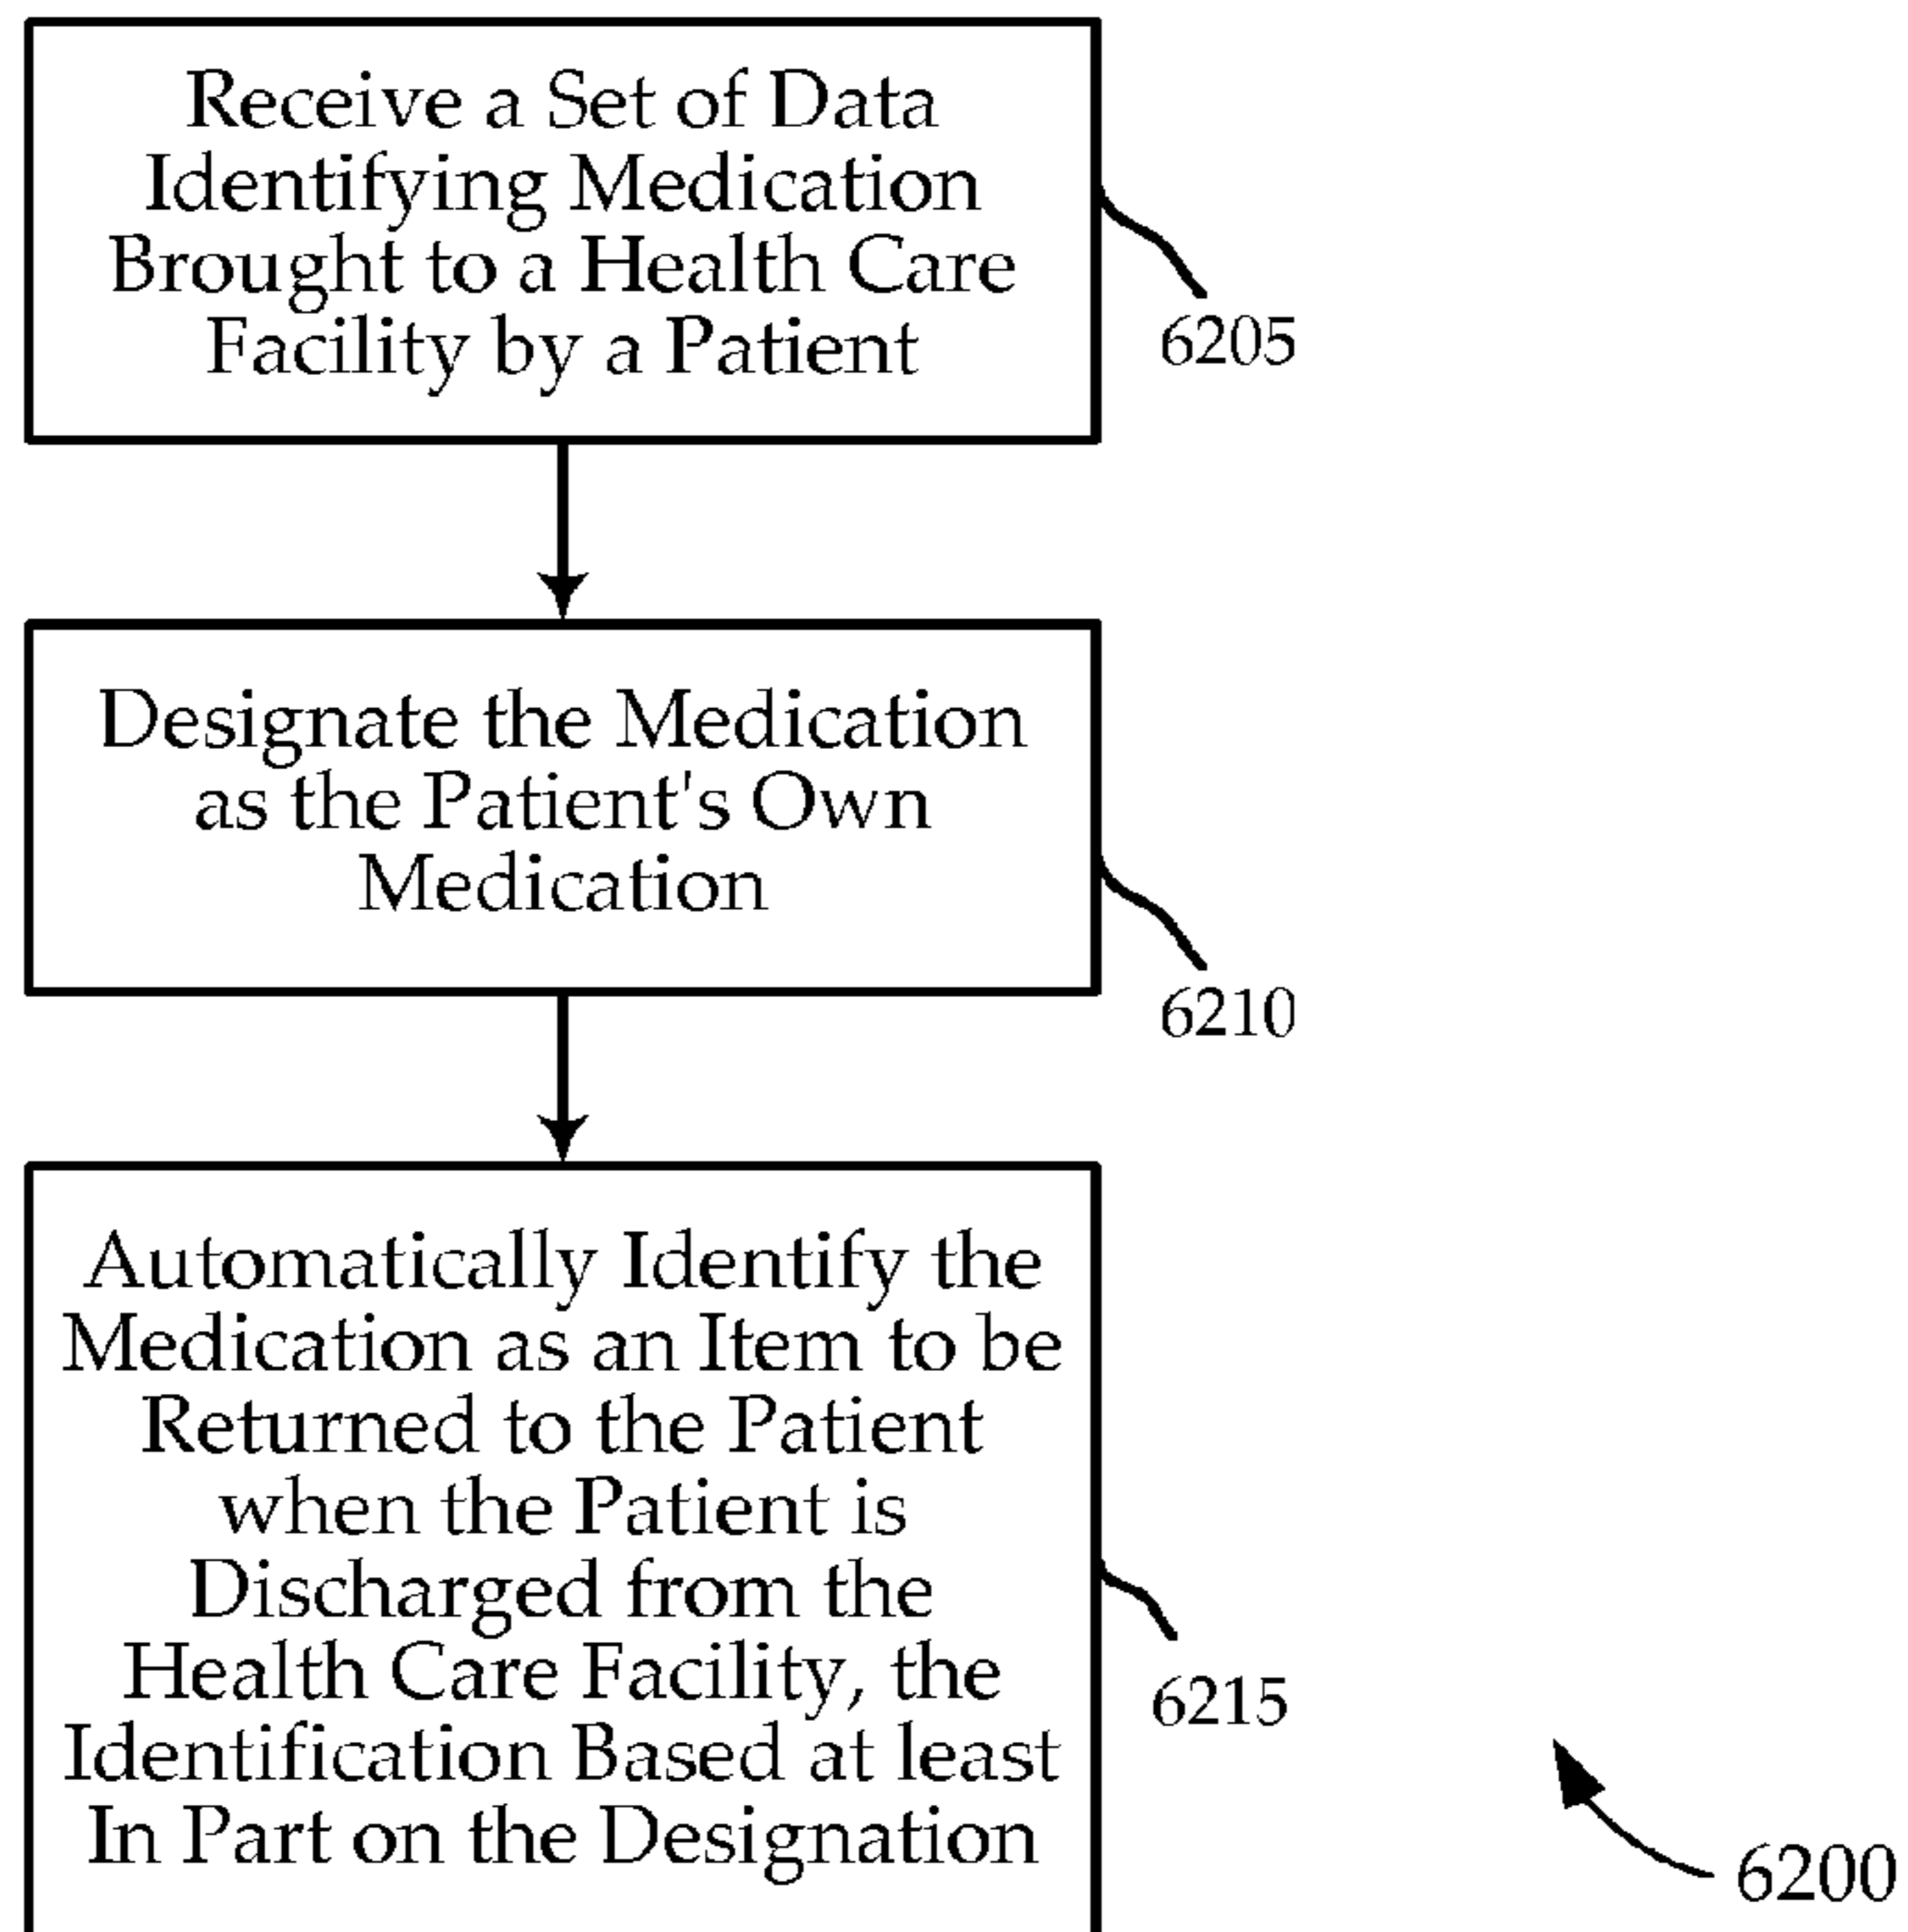 Receive a Set of Data
Identifying Medication
Brought to a Health Care
Facility by a Patient
6205
Designate the Medication
as the Patient's Own
Medication
6210
Automatically Identify the
Medication as an Item to be
Returned to the Patient
when the Patient is
Discharged from the
Health Care Facility, the
Identification Based at least
In Part on the Designation
6215
6200